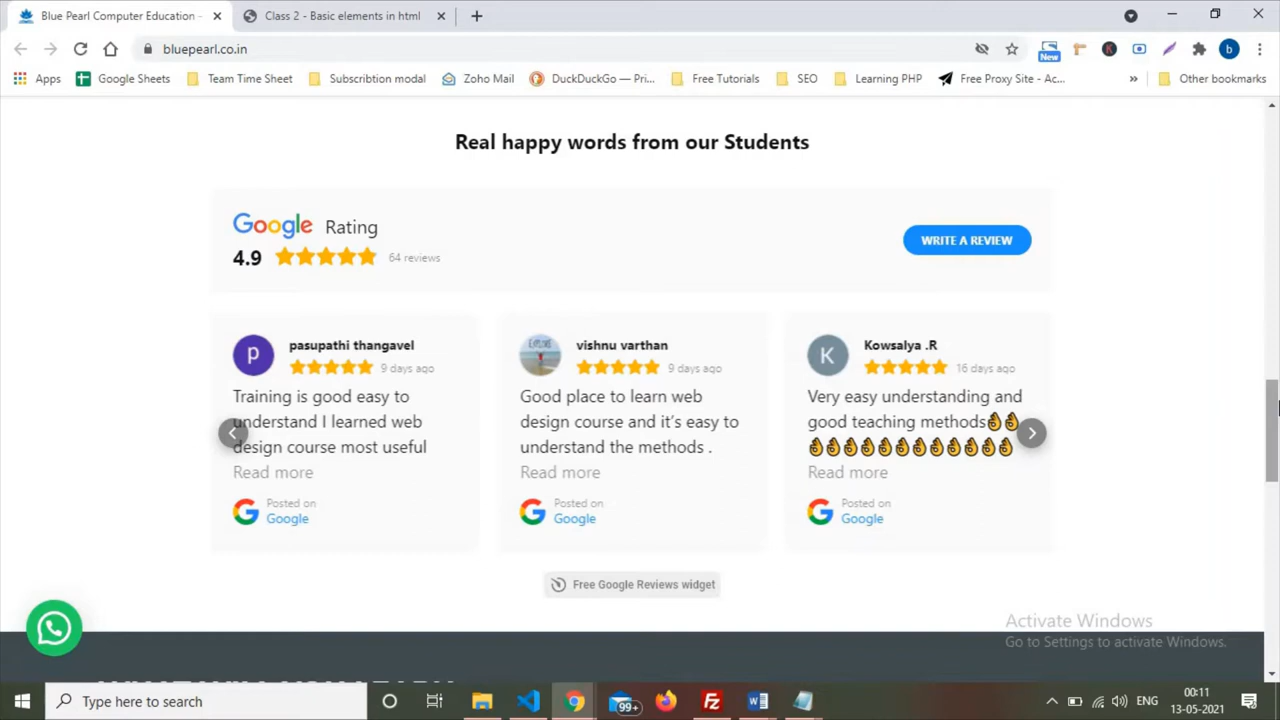 Blue Pearl Computer Education -
Class 2 - Basic elements in html
bluepearl.co.in
New
K
b
Apps
Google Sheets
Team Time Sheet
Subscribtion modal
Zoho Mail
DuckDuckGo — Pri...
Free Tutorials
SEO
Learning PHP
Free Proxy Site - Ac...
»
Other bookmarks
Real happy words from our Students
Google Rating
4.9
64 reviews
WRITE A REVIEW
p
pasupathi thangavel
9 days ago
Training is good easy to
understand I learned web
design course most useful
Read more
Posted on
Google
vishnu varthan
9 days ago
Good place to learn web
design course and it's easy to
understand the methods .
Read more
Posted on
Google
K
Kowsalya .R
16 days ago
Very easy understanding and
good teaching methods👌👌
👌👌👌👌👌👌👌👌👌👌👌👌
Read more
Posted on
Google
Free Google Reviews widget
Activate Windows
Go to Settings to activate Windows.
Type here to search
99+
Fz
W
ENG
00:11
13-05-2021